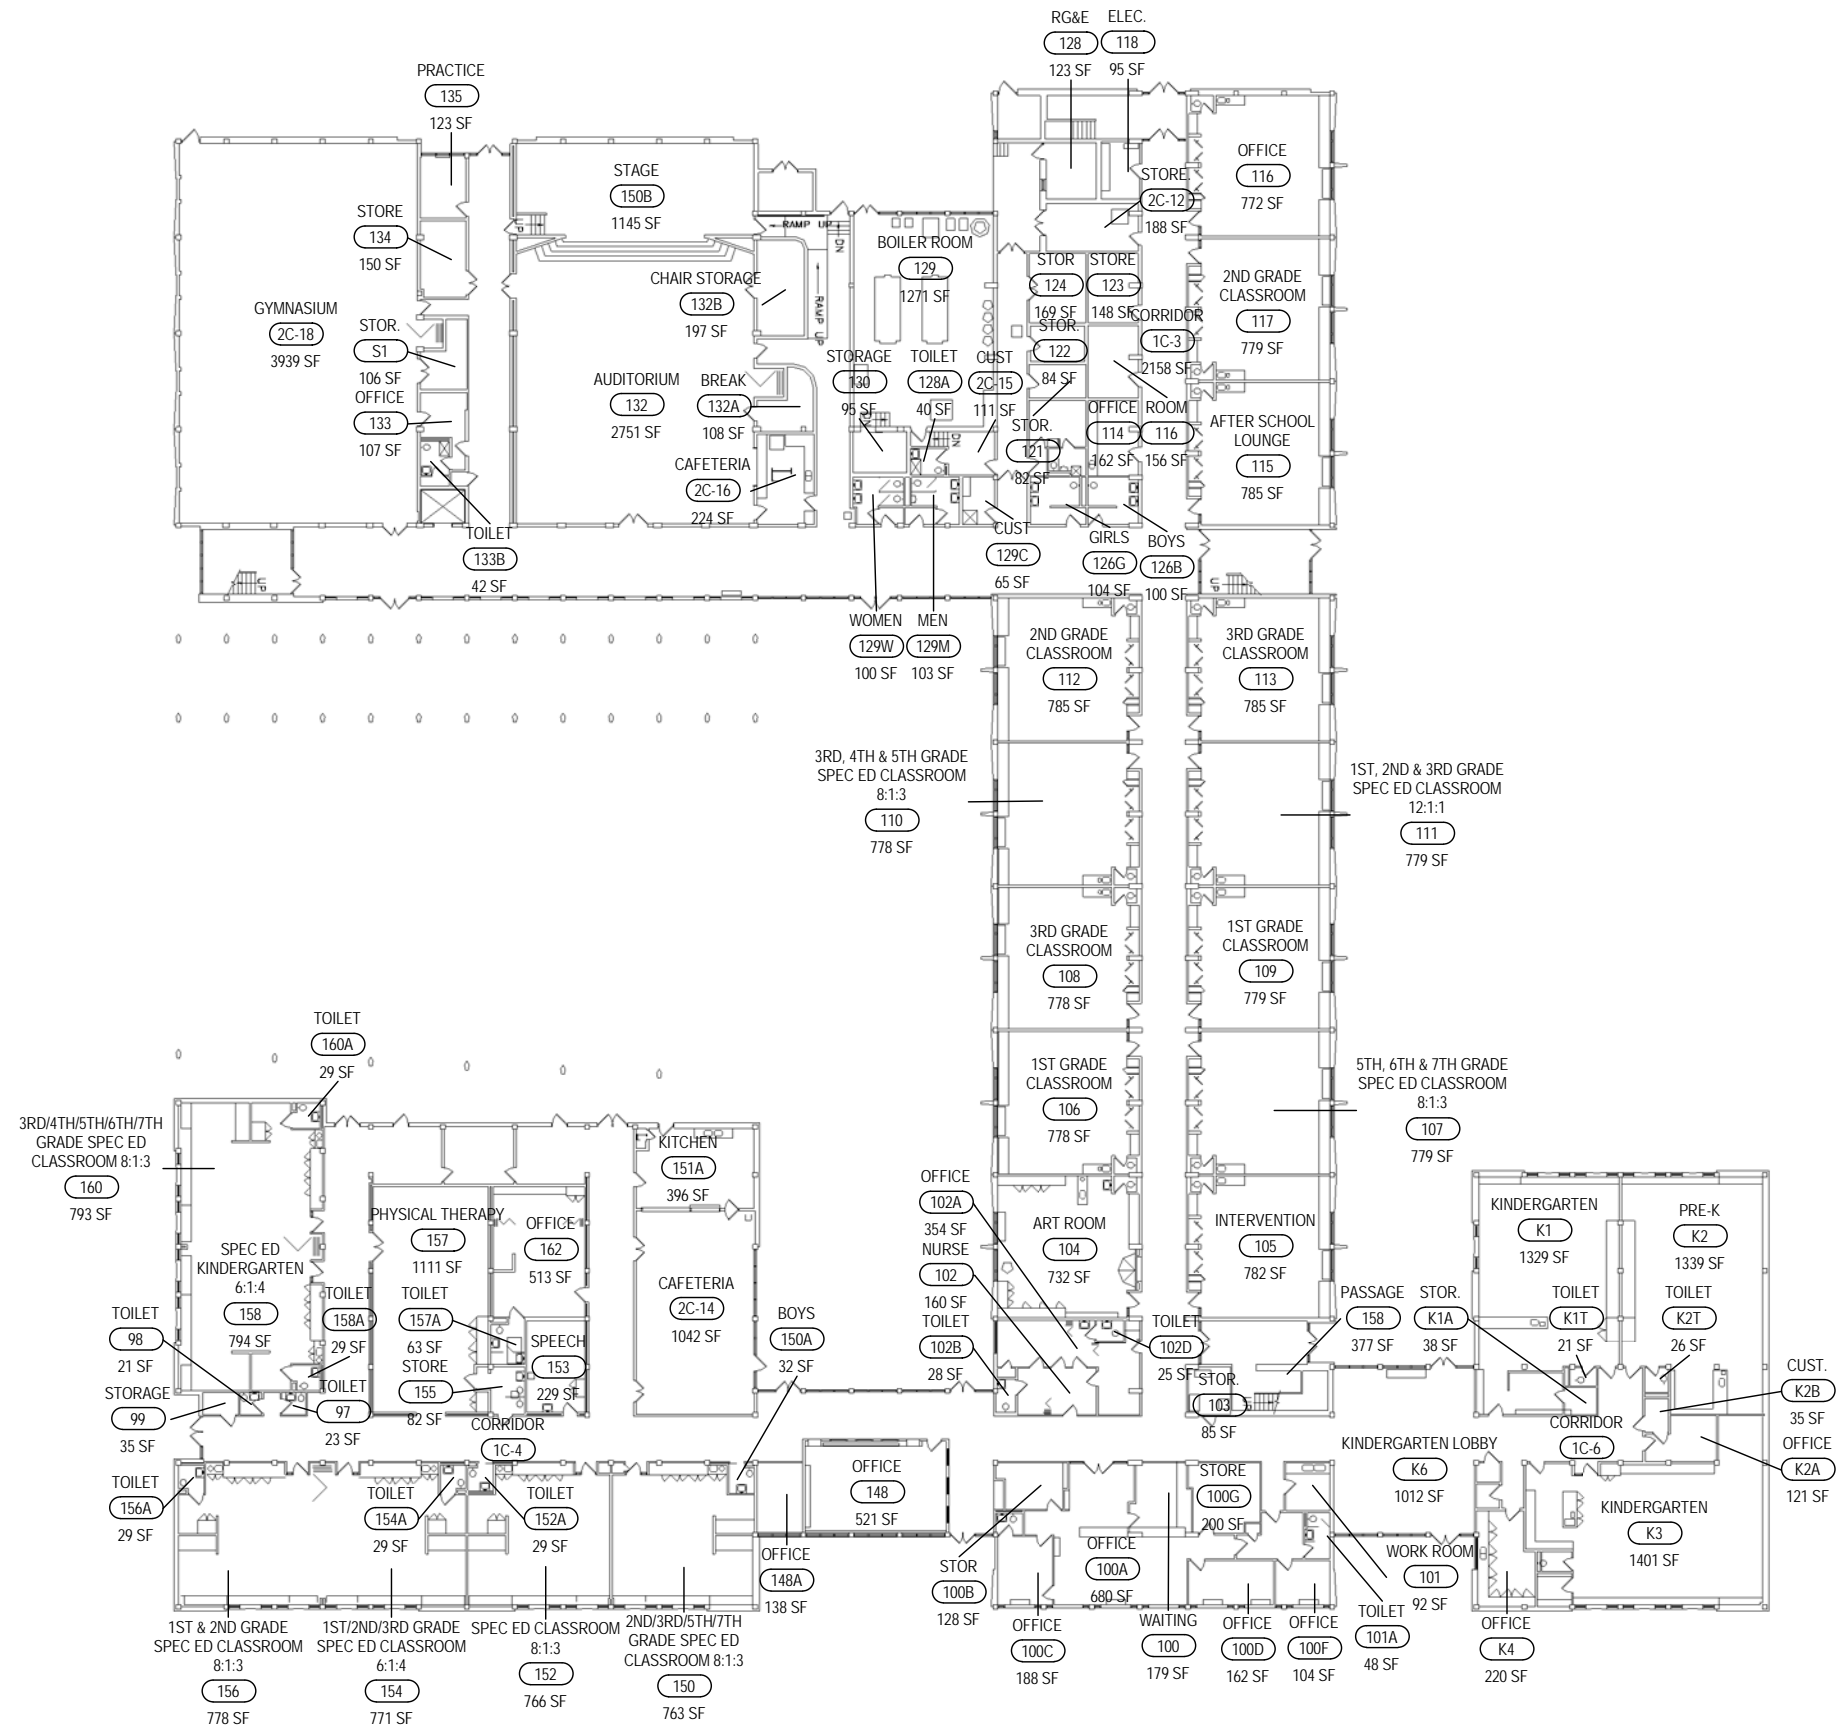 RG&E
128
123 SF
ELEC.
118
95 SF
PRACTICE
135
123 SF
STAGE
150B
1145 SF
OFFICE
116
772 SF
STORE.
2C-12
188 SF
STORE
134
150 SF
BOILER ROOM
129
1271 SF
RAMP UP
DN
UP
CHAIR STORAGE
132B
197 SF
RAMP UP
STOR
124
169 SF
STORE
123
148 SF
2ND GRADE
CLASSROOM
117
779 SF
GYMNASIUM
2C-18
3939 SF
STOR.
S1
106 SF
STOR.
122
84 SF
CORRIDOR
1C-3
2158 SF
AUDITORIUM
132
2751 SF
BREAK
132A
108 SF
STORAGE
130
95 SF
TOILET
128A
40 SF
CUST
2C-15
111 SF
OFFICE
133
107 SF
OFFICE
114
162 SF
ROOM
116
156 SF
AFTER SCHOOL
LOUNGE
115
785 SF
STOR.
121
82 SF
UP
DN
CAFETERIA
2C-16
224 SF
TOILET
133B
42 SF
CUST
129C
65 SF
GIRLS
126G
104 SF
BOYS
126B
100 SF
UP
UP
WOMEN
129W
100 SF
MEN
129M
103 SF
2ND GRADE
CLASSROOM
112
785 SF
3RD GRADE
CLASSROOM
113
785 SF
3RD, 4TH & 5TH GRADE
SPEC ED CLASSROOM
8:1:3
110
778 SF
1ST, 2ND & 3RD GRADE
SPEC ED CLASSROOM
12:1:1
111
779 SF
3RD GRADE
CLASSROOM
108
778 SF
1ST GRADE
CLASSROOM
109
779 SF
1ST GRADE
CLASSROOM
106
778 SF
5TH, 6TH & 7TH GRADE
SPEC ED CLASSROOM
8:1:3
107
779 SF
TOILET
160A
29 SF
3RD/4TH/5TH/6TH/7TH
GRADE SPEC ED
CLASSROOM 8:1:3
160
793 SF
KITCHEN
151A
396 SF
OFFICE
102A
354 SF
NURSE
102
160 SF
ART ROOM
104
732 SF
INTERVENTION
105
782 SF
KINDERGARTEN
K1
1329 SF
PRE-K
K2
1339 SF
PHYSICAL THERAPY
157
1111 SF
OFFICE
162
513 SF
SPEC ED
KINDERGARTEN
6:1:4
158
794 SF
CAFETERIA
2C-14
1042 SF
TOILET
158A
29 SF
TOILET
157A
63 SF
PASSAGE
158
377 SF
STOR.
K1A
38 SF
TOILET
K1T
21 SF
TOILET
K2T
26 SF
TOILET
98
21 SF
BOYS
150A
32 SF
TOILET
102B
28 SF
TOILET
102D
25 SF
SPEECH
153
229 SF
STORE
155
82 SF
STORAGE
99
35 SF
TOILET
97
23 SF
STOR.
103
85 SF
CUST.
K2B
35 SF
CORRIDOR
1C-4
CORRIDOR
1C-6
OFFICE
K2A
121 SF
KINDERGARTEN LOBBY
K6
1012 SF
OFFICE
148
521 SF
STORE
100G
200 SF
TOILET
156A
29 SF
TOILET
154A
29 SF
TOILET
152A
29 SF
KINDERGARTEN
K3
1401 SF
OFFICE
148A
138 SF
STOR
100B
128 SF
OFFICE
100A
680 SF
WORK ROOM
101
92 SF
TOILET
101A
48 SF
1ST & 2ND GRADE
SPEC ED CLASSROOM
8:1:3
156
778 SF
1ST/2ND/3RD GRADE
SPEC ED CLASSROOM
6:1:4
154
771 SF
SPEC ED CLASSROOM
8:1:3
152
766 SF
2ND/3RD/5TH/7TH
GRADE SPEC ED
CLASSROOM 8:1:3
150
763 SF
OFFICE
100C
188 SF
WAITING
100
179 SF
OFFICE
100D
162 SF
OFFICE
100F
104 SF
OFFICE
K4
220 SF